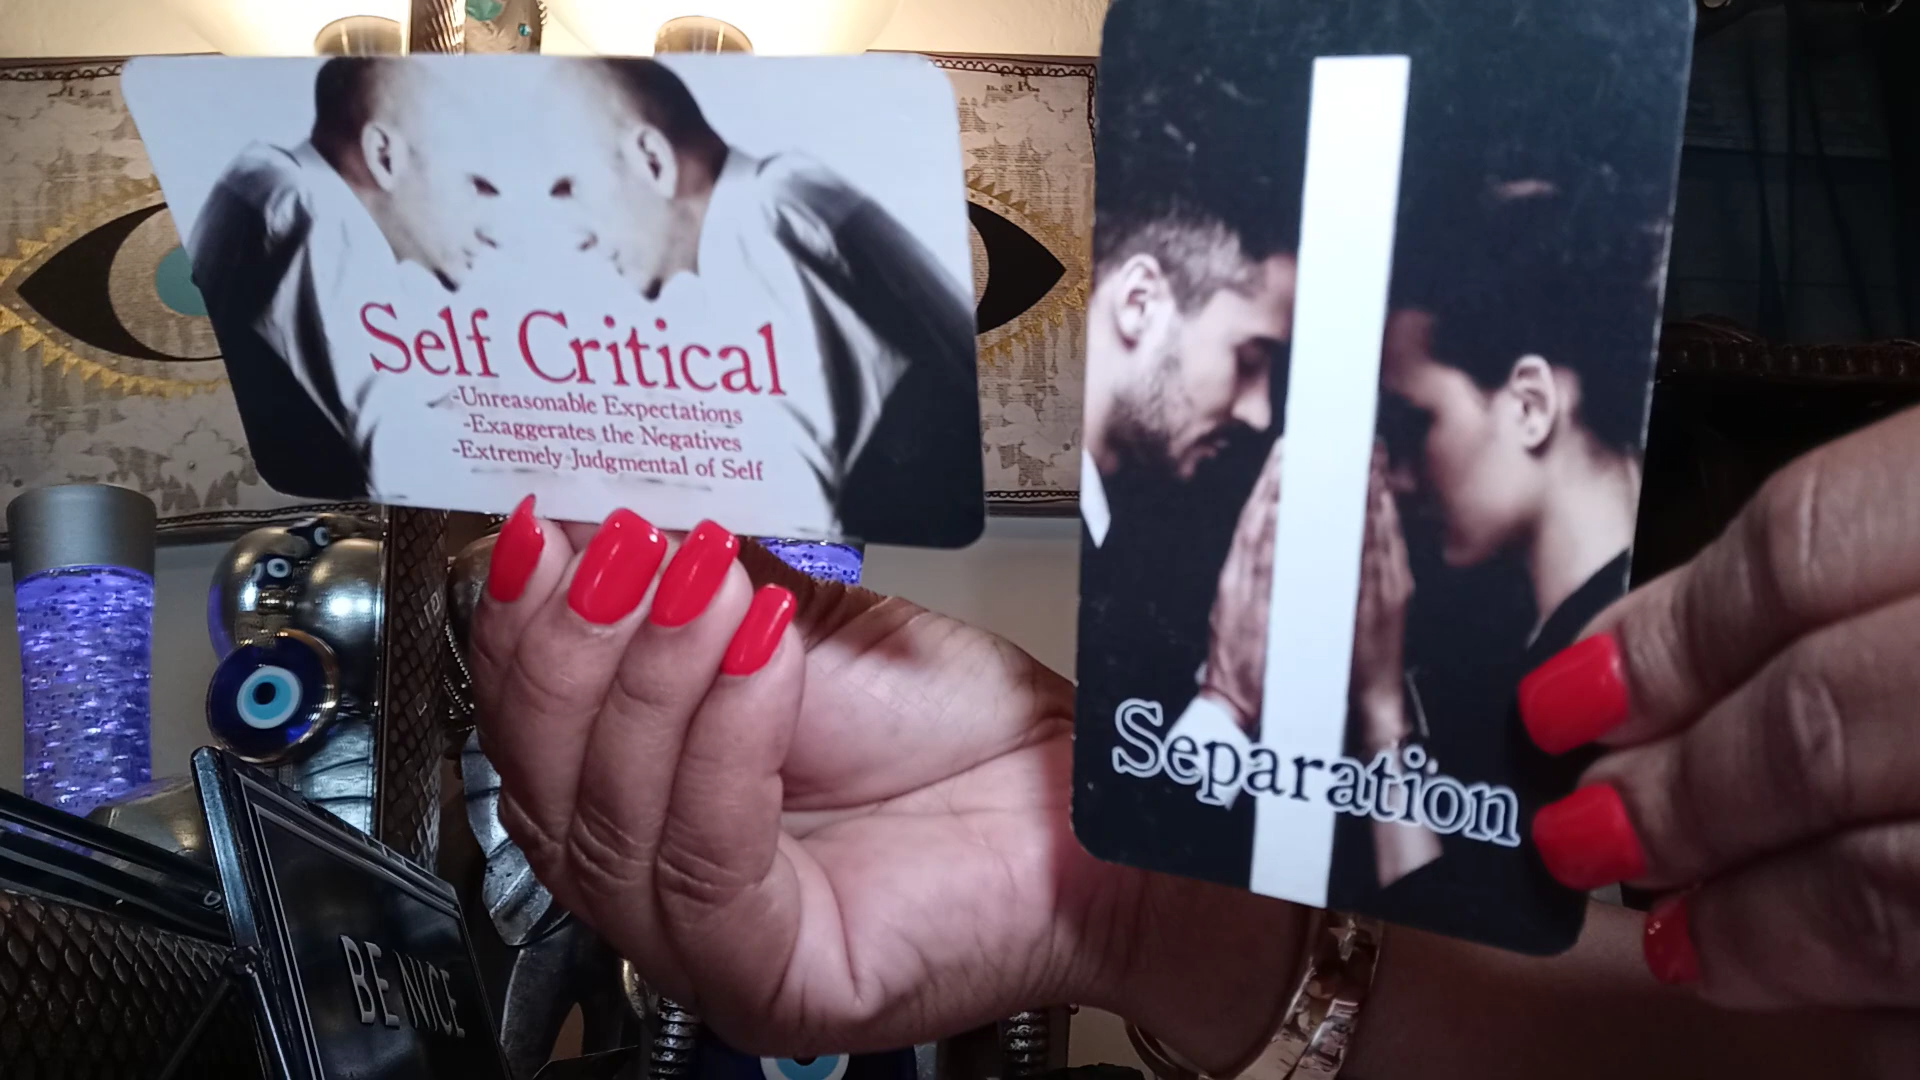 Self Critical
-Unreasonable Expectations
-Exaggerates the Negatives
-Extremely Judgmental of Self
Separation
BE NICE